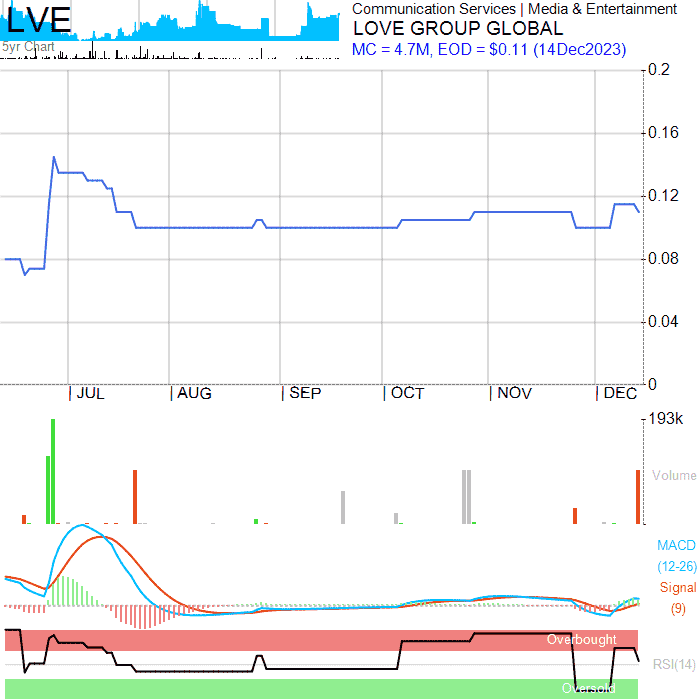 LVE
5yr Chart
Communication Services | Media & Entertainment
LOVE GROUP GLOBAL
MC = 4.7M, EOD = $0.11 (14Dec2023)
0.2
0.16
0.12
0.08
0.04
0
JUL AUG SEP OCT NOV DEC
193k
Volume
MACD
(12-26)
Signal
(9)
Overbought
RSI(14)
Oversold